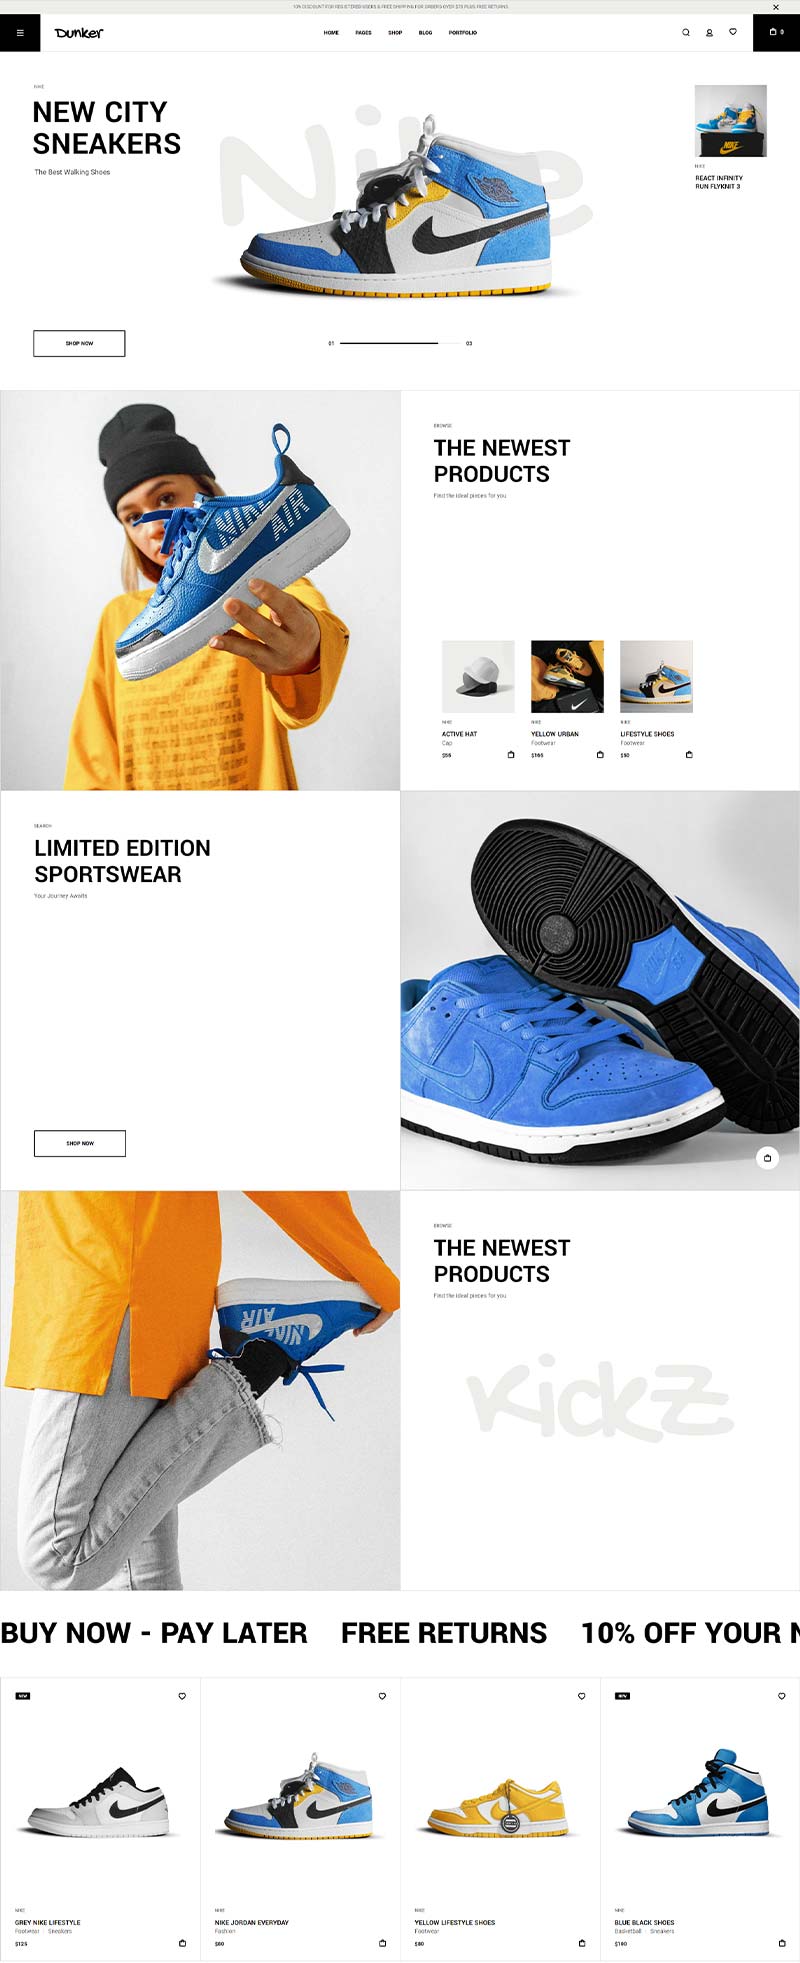 10% DISCOUNT FOR REGISTERED USERS & FREE SHIPPING FOR ORDERS OVER $75 PLUS FREE RETURNS
DUNKER
HOME
PAGES
SHOP
BLOG
PORTFOLIO
0
NIKE
NEW CITY
SNEAKERS
The Best Walking Shoes
SHOP NOW
01
03
NIKE
NIKE
REACT INFINITY
RUN FLYKNIT 3
AIR
BROWSE
THE NEWEST
PRODUCTS
Find the ideal pieces for you
NIKE
ACTIVE HAT
Cap
NIKE
YELLOW URBAN
Footwear
NIKE
LIFESTYLE SHOES
Footwear
SEARCH
LIMITED EDITION
SPORTSWEAR
Your Journey Awaits
SHOP NOW
NIKE
AIR
BROWSE
THE NEWEST
PRODUCTS
Find the ideal pieces for you
KickZ
BUY NOW - PAY LATER FREE RETURNS 10% OFF YOUR
NEW
NIKE
GREY NIKE LIFESTYLE
Footwear Sneakers
$125
NIKE
NIKE JORDAN EVERYDAY
Fashion
NIKE
YELLOW LIFESTYLE SHOES
Footwear
NEW
NIKE
BLUE BLACK SHOES
Basketball Sneakers